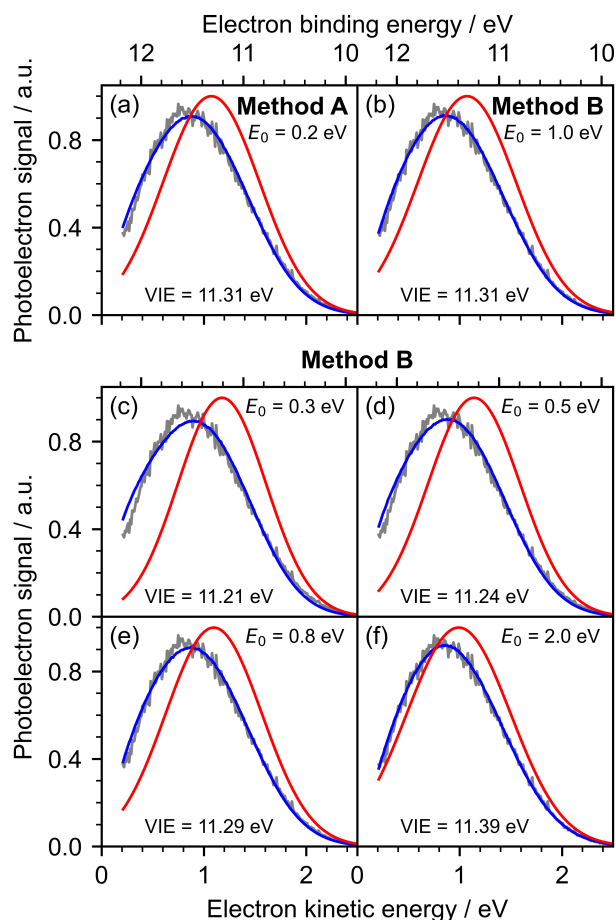 Electron binding energy / eV
12 11 10 12 11 10
Photoelectron signal / a.u.
0.8
0.4
0.0
(a) Method A
E0 = 0.2 eV
VIE = 11.31 eV
(b) Method B
E0 = 1.0 eV
VIE = 11.31 eV
Method B
Photoelectron signal / a.u.
0.8
0.4
0.0
(c) E0 = 0.3 eV
VIE = 11.21 eV
(d) E0 = 0.5 eV
VIE = 11.24 eV
0.8
0.4
0.0
(e) E0 = 0.8 eV
VIE = 11.29 eV
(f) E0 = 2.0 eV
VIE = 11.39 eV
0 1 2 0 1 2
Electron kinetic energy / eV